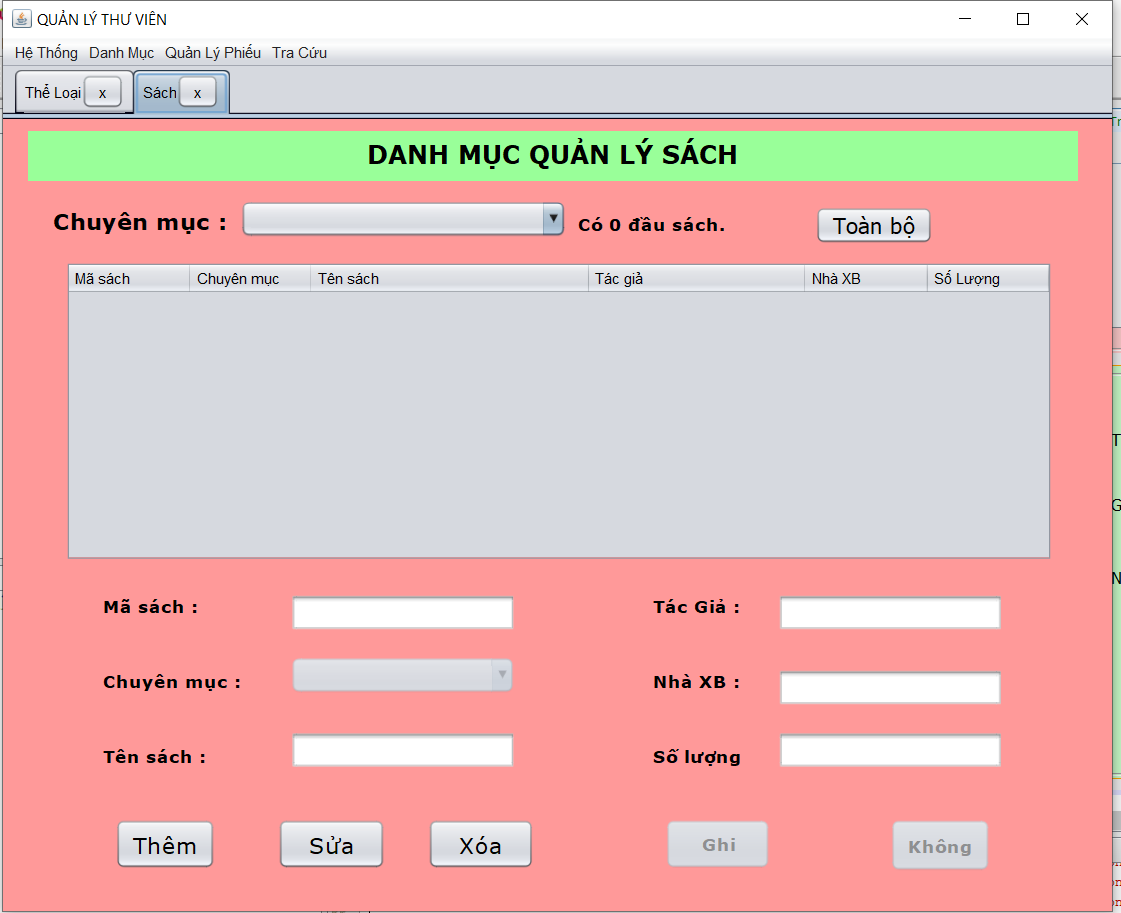 QUẢN LÝ THƯ VIÊN
Hệ Thống Danh Mục Quản Lý Phiếu Tra Cứu
Thể Loại x Sách x
DANH MỤC QUẢN LÝ SÁCH
Chuyên mục : Có 0 đầu sách. Toàn bộ
Mã sách Chuyên mục Tên sách Tác giả Nhà XB Số Lượng
Mã sách : Tác Giả :
Chuyên mục : Nhà XB :
Tên sách : Số lượng
Thêm Sửa Xóa Ghi Không